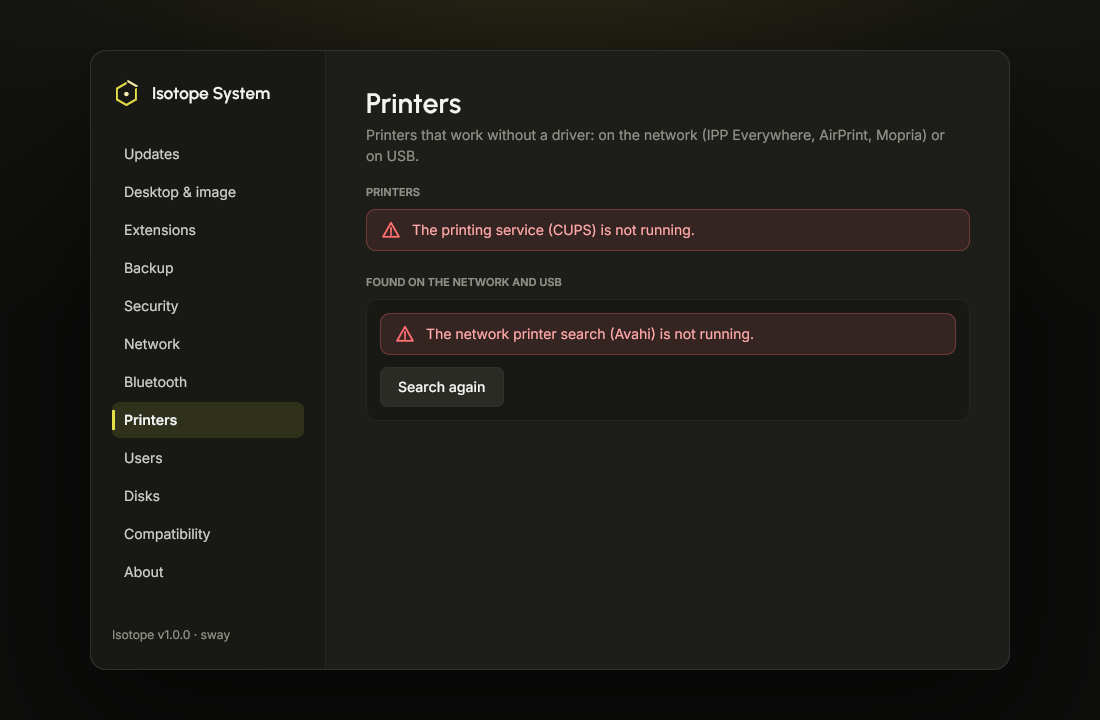 Isotope System
Updates
Desktop & image
Extensions
Backup
Security
Network
Bluetooth
Printers
Users
Disks
Compatibility
About
Isotope v1.0.0 · sway
Printers
Printers that work without a driver: on the network (IPP Everywhere, AirPrint, Mopria) or
on USB.
PRINTERS
The printing service (CUPS) is not running.
FOUND ON THE NETWORK AND USB
The network printer search (Avahi) is not running.
Search again